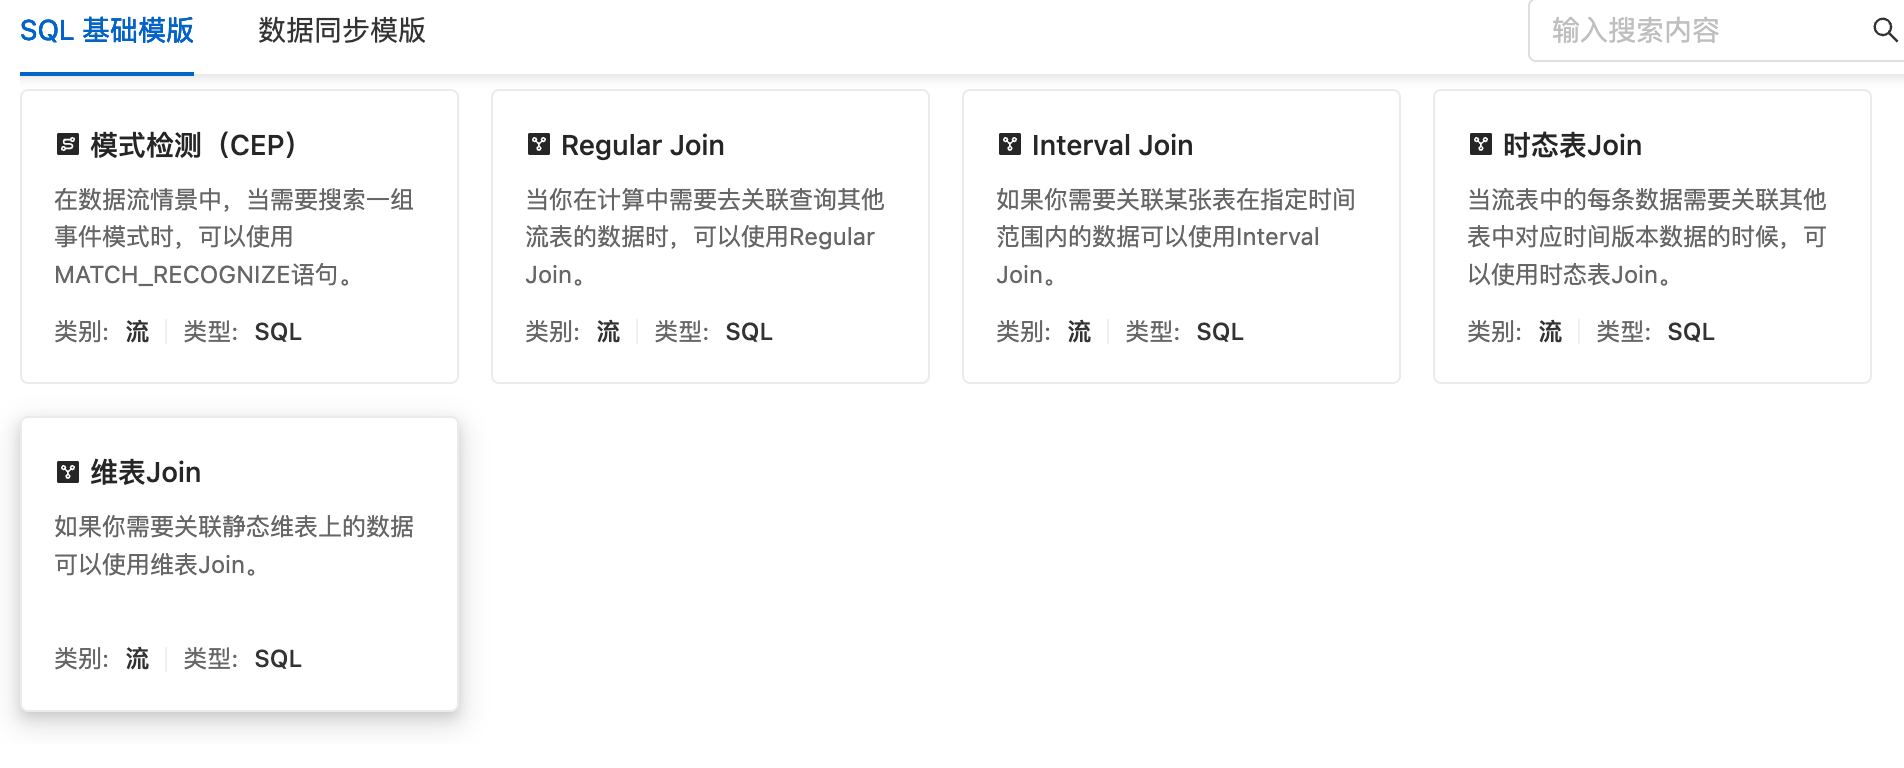 SQL 基础模版
数据同步模版
输入搜索内容
模式检测（CEP）
在数据流情景中，当需要搜索一组
事件模式时，可以使用
MATCH_RECOGNIZE语句。
类别: 流 类型: SQL
Regular Join
当你在计算中需要去关联查询其他
流表的数据时，可以使用Regular
Join。
类别: 流 类型: SQL
Interval Join
如果你需要关联某张表在指定时间
范围内的数据可以使用Interval
Join。
类别: 流 类型: SQL
时态表Join
当流表中的每条数据需要关联其他
表中对应时间版本数据的时候，可
以使用时态表Join。
类别: 流 类型: SQL
维表Join
如果你需要关联静态维表上的数据
可以使用维表Join。
类别: 流 类型: SQL